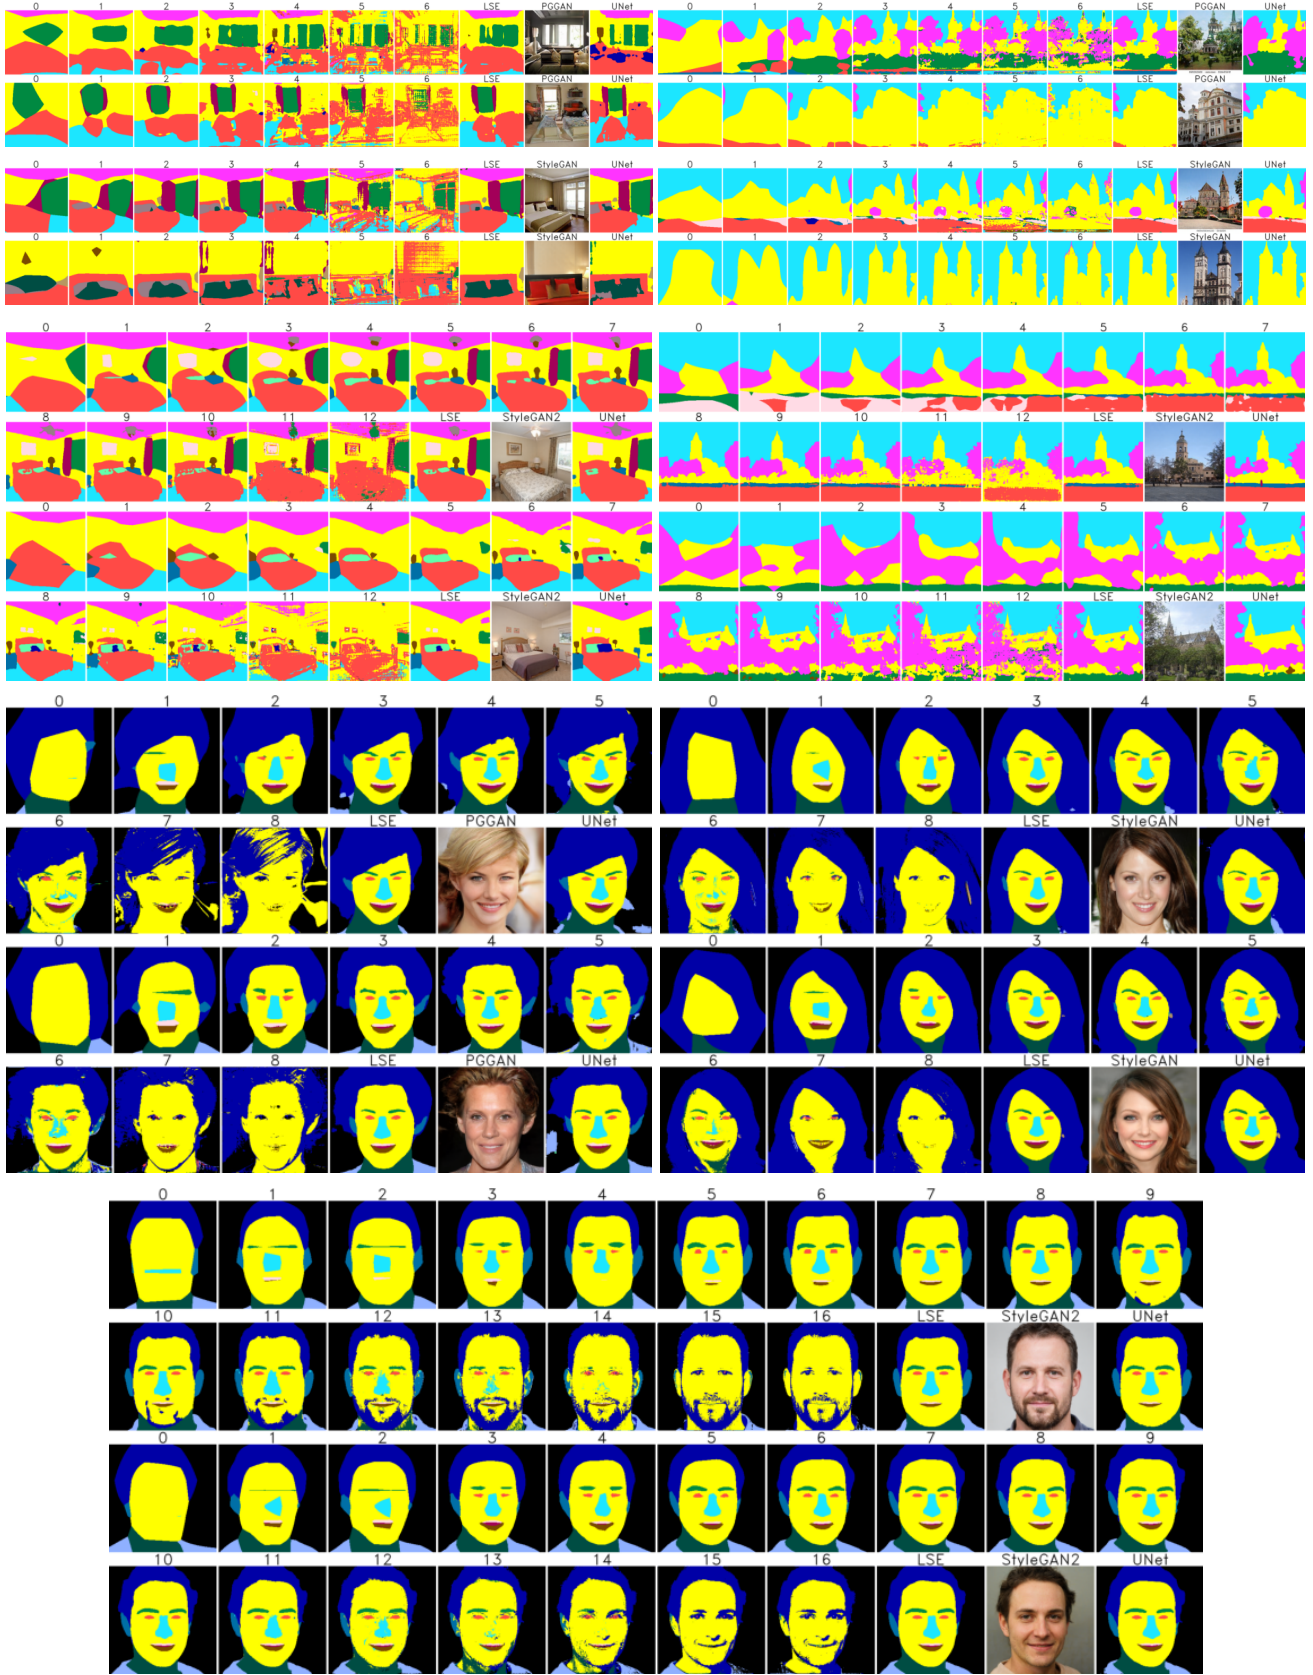 0 1 2 3 4 5 6 LSE PGGAN UNet 0 1 2 3 4 5 6 LSE PGGAN UNet
0 1 2 3 4 5 6 LSE PGGAN UNet 0 1 2 3 4 5 6 LSE PGGAN UNet
0 1 2 3 4 5 6 LSE StyleGAN UNet 0 1 2 3 4 5 6 LSE StyleGAN UNet
0 1 2 3 4 5 6 LSE StyleGAN UNet 0 1 2 3 4 5 6 LSE StyleGAN UNet
0 1 2 3 4 5 6 7 0 1 2 3 4 5 6 7
8 9 10 11 12 LSE StyleGAN2 UNet 8 9 10 11 12 LSE StyleGAN2 UNet
0 1 2 3 4 5 6 7 0 1 2 3 4 5 6 7
8 9 10 11 12 LSE StyleGAN2 UNet 8 9 10 11 12 LSE StyleGAN2 UNet
0 1 2 3 4 5 0 1 2 3 4 5
6 7 8 LSE PGGAN UNet 6 7 8 LSE StyleGAN UNet
0 1 2 3 4 5 0 1 2 3 4 5
6 7 8 LSE PGGAN UNet 6 7 8 LSE StyleGAN UNet
0 1 2 3 4 5 6 7 8 9
10 11 12 13 14 15 16 LSE StyleGAN2 UNet
0 1 2 3 4 5 6 7 8 9
10 11 12 13 14 15 16 LSE StyleGAN2 UNet